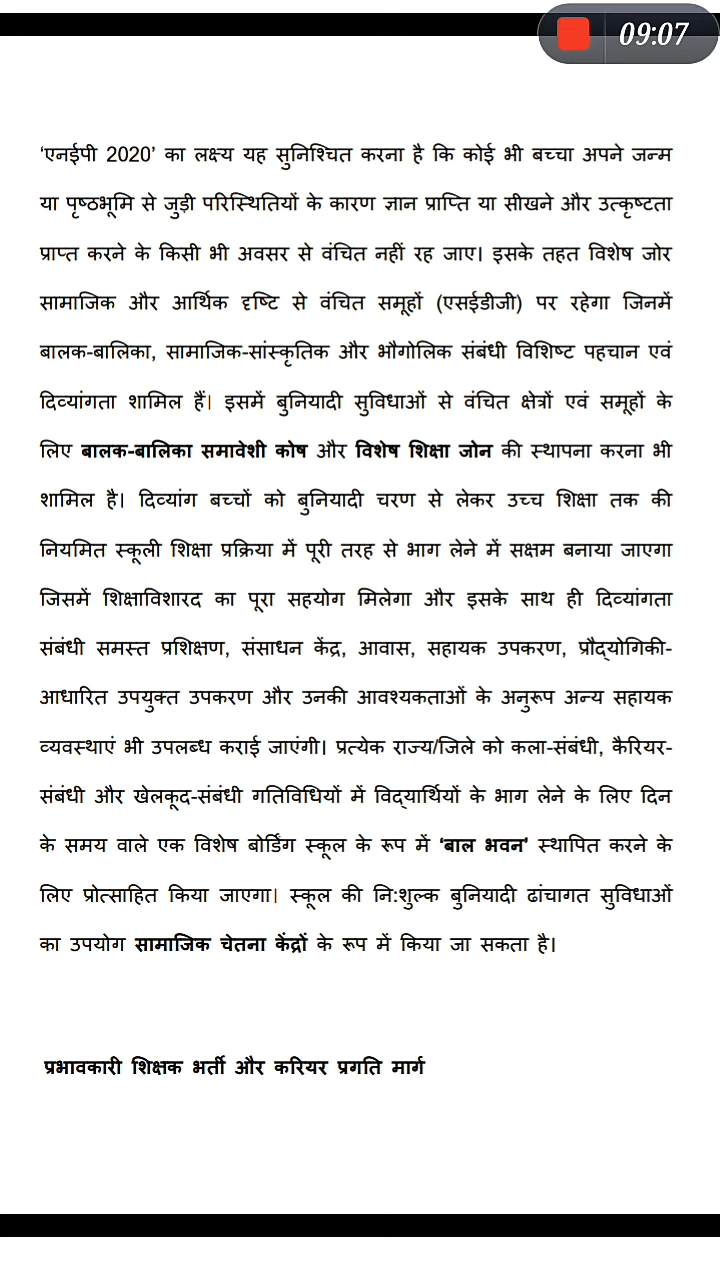 09:07
‘एनईपी 2020’ का लक्ष्य यह सुनिश्चित करना है कि कोई भी बच्चा अपने जन्म
या पृष्ठभूमि से जुड़ी परिस्थितियों के कारण ज्ञान प्राप्ति या सीखने और उत्कृष्टता
प्राप्त करने के किसी भी अवसर से वंचित नहीं रह जाए। इसके तहत विशेष जोर
सामाजिक और आर्थिक दृष्टि से वंचित समूहों (एसईडीजी) पर रहेगा जिनमें
बालक-बालिका, सामाजिक-सांस्कृतिक और भौगोलिक संबंधी विशिष्ट पहचान एवं
दिव्यांगता शामिल हैं। इसमें बुनियादी सुविधाओं से वंचित क्षेत्रों एवं समूहों के
लिए बालक-बालिका समावेशी कोष और विशेष शिक्षा जोन की स्थापना करना भी
शामिल है। दिव्यांग बच्चों को बुनियादी चरण से लेकर उच्च शिक्षा तक की
नियमित स्कूली शिक्षा प्रक्रिया में पूरी तरह से भाग लेने में सक्षम बनाया जाएगा
जिसमें शिक्षाविशारद का पूरा सहयोग मिलेगा और इसके साथ ही दिव्यांगता
संबंधी समस्त प्रशिक्षण, संसाधन केंद्र, आवास, सहायक उपकरण, प्रौद्योगिकी-
आधारित उपयुक्त उपकरण और उनकी आवश्यकताओं के अनुरूप अन्य सहायक
व्यवस्थाएं भी उपलब्ध कराई जाएंगी। प्रत्येक राज्य/जिले को कला-संबंधी, कैरियर-
संबंधी और खेलकूद-संबंधी गतिविधियों में विद्यार्थियों के भाग लेने के लिए दिन
के समय वाले एक विशेष बोर्डिंग स्कूल के रूप में ‘बाल भवन’ स्थापित करने के
लिए प्रोत्साहित किया जाएगा। स्कूल की नि:शुल्क बुनियादी ढांचागत सुविधाओं
का उपयोग सामाजिक चेतना केंद्रों के रूप में किया जा सकता है।
प्रभावकारी शिक्षक भर्ती और करियर प्रगति मार्ग